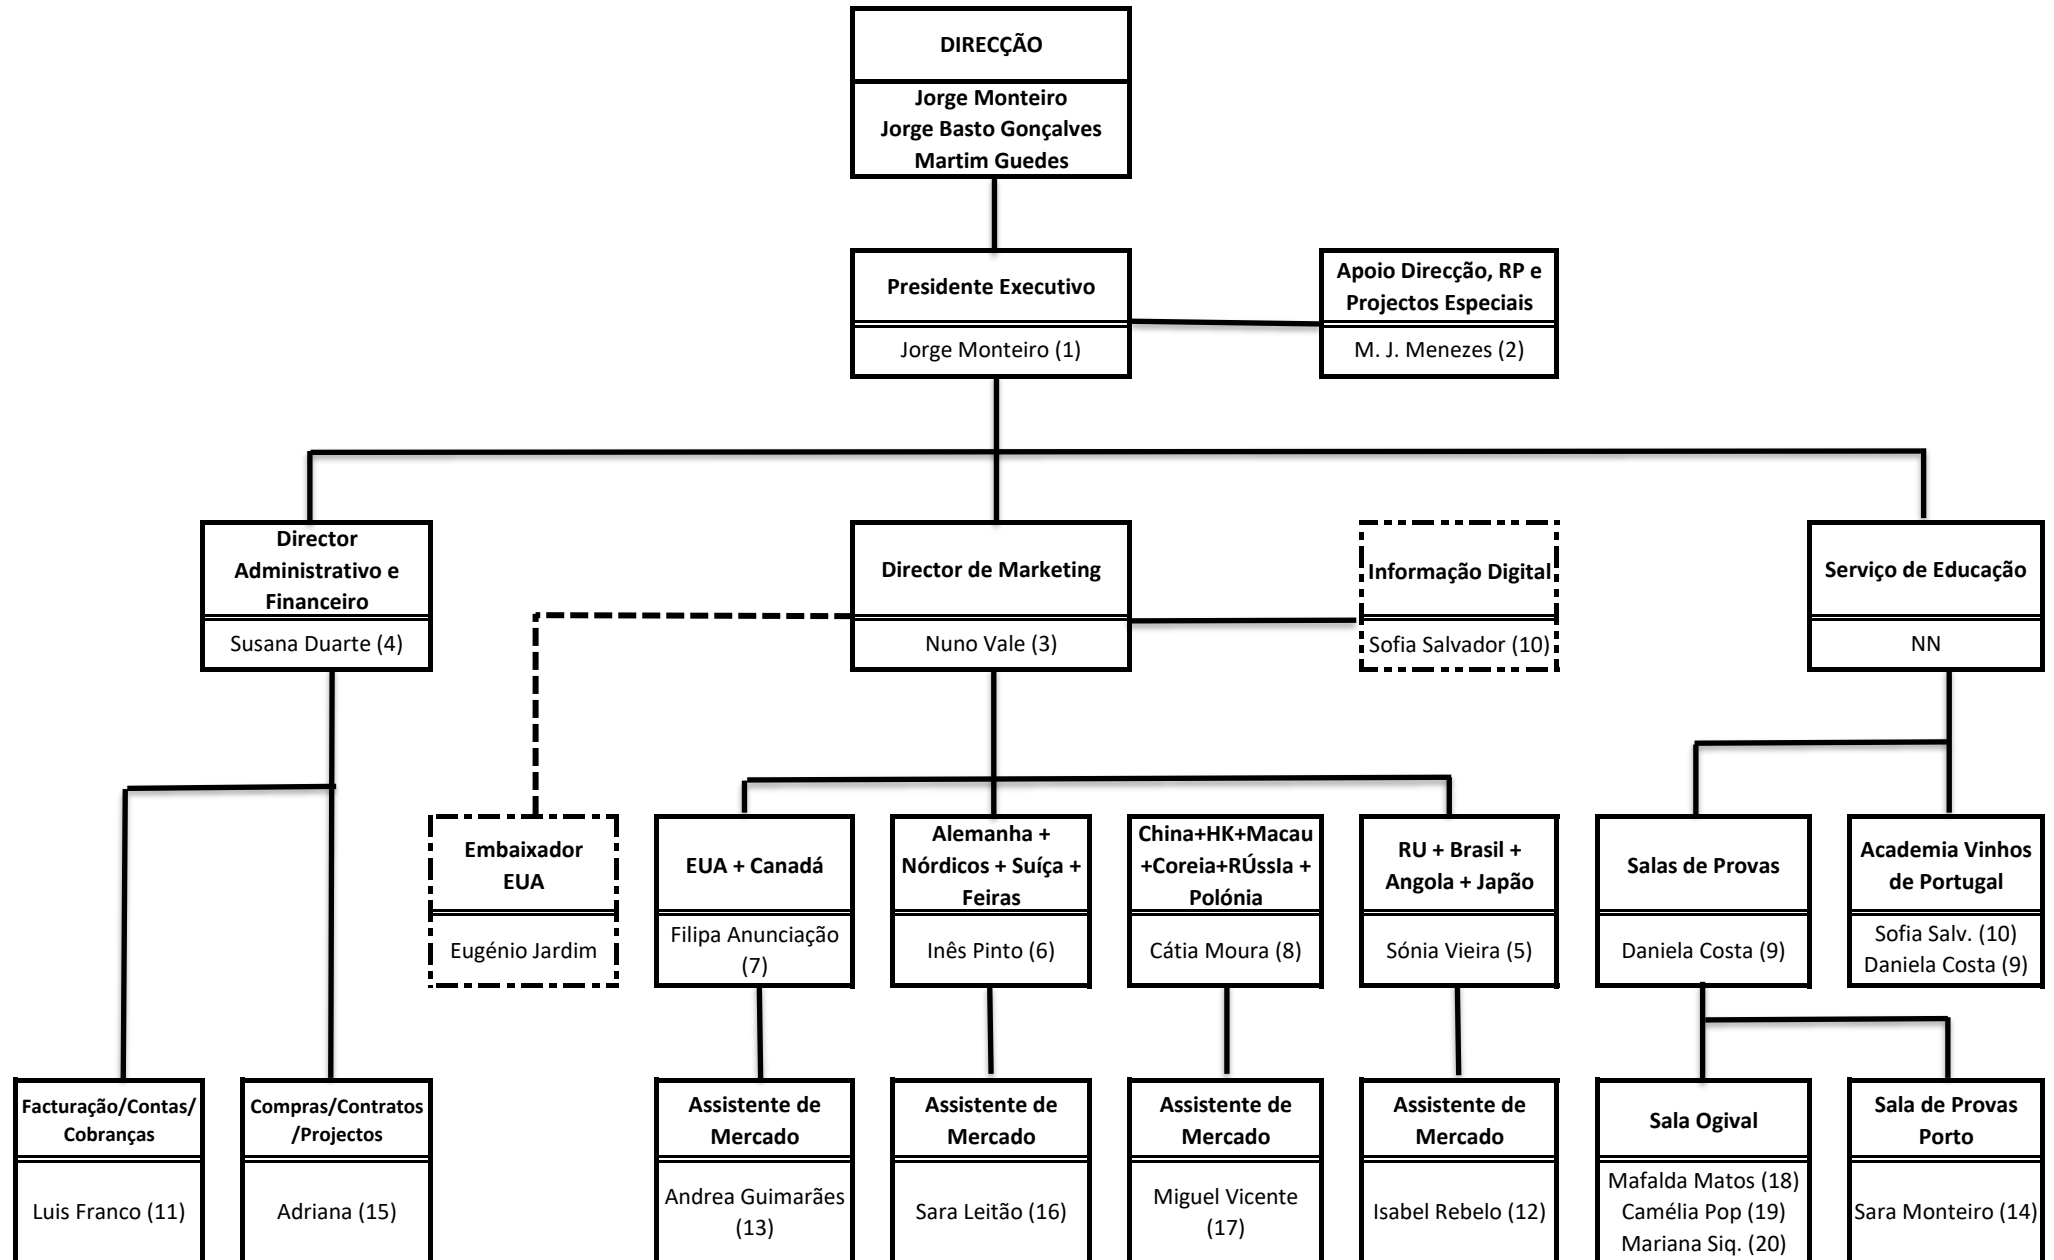 DIRECÇÃO
Jorge Monteiro
Jorge Basto Gonçalves
Martim Guedes
Presidente Executivo
Jorge Monteiro (1)
Apoio Direcção, RP e
Projectos Especiais
M. J. Menezes (2)
Director
Administrativo e
Financeiro
Susana Duarte (4)
Director de Marketing
Nuno Vale (3)
Informação Digital
Sofia Salvador (10)
Serviço de Educação
NN
Embaixador
EUA
Eugénio Jardim
EUA + Canadá
Filipa Anunciação
(7)
Alemanha +
Nórdicos + Suíça +
Feiras
Inês Pinto (6)
China+HK+Macau
+Coreia+RÚssIa +
Polónia
Cátia Moura (8)
RU + Brasil +
Angola + Japão
Sónia Vieira (5)
Salas de Provas
Daniela Costa (9)
Academia Vinhos
de Portugal
Sofia Salv. (10)
Daniela Costa (9)
Facturação/Contas/
Cobranças
Luis Franco (11)
Compras/Contratos
/Projectos
Adriana (15)
Assistente de
Mercado
Andrea Guimarães
(13)
Assistente de
Mercado
Sara Leitão (16)
Assistente de
Mercado
Miguel Vicente
(17)
Assistente de
Mercado
Isabel Rebelo (12)
Sala Ogival
Mafalda Matos (18)
Camélia Pop (19)
Mariana Siq. (20)
Sala de Provas
Porto
Sara Monteiro (14)